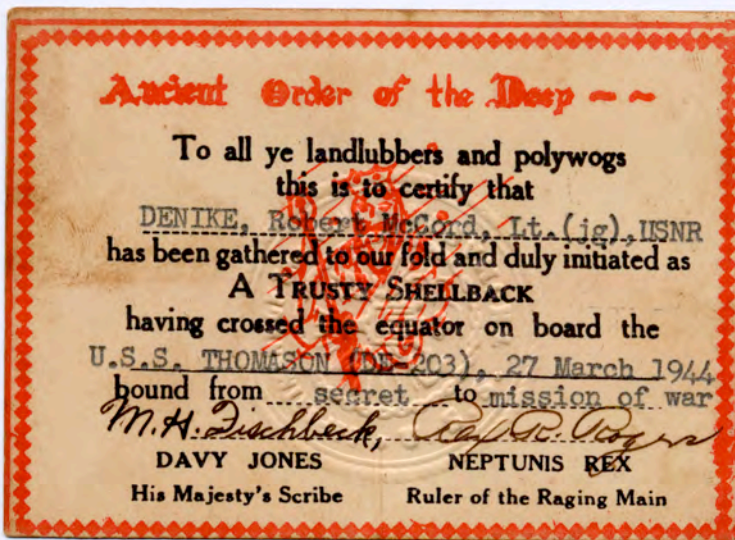 Ancient Order of the Deep ~ ~
To all ye landlubbers and polywogs
this is to certify that
DENIKE, Robert McCord, Lt.(jg), USNR
has been gathered to our fold and duly initiated as
A TRUSTY SHELLBACK
having crossed the equator on board the
U.S.S. THOMASON (DE-203), 27 March 1944
bound from secret to mission of war
M. H. Fischbeck, Ray R. Rogers
DAVY JONES NEPTUNIS REX
His Majesty's Scribe Ruler of the Raging Main